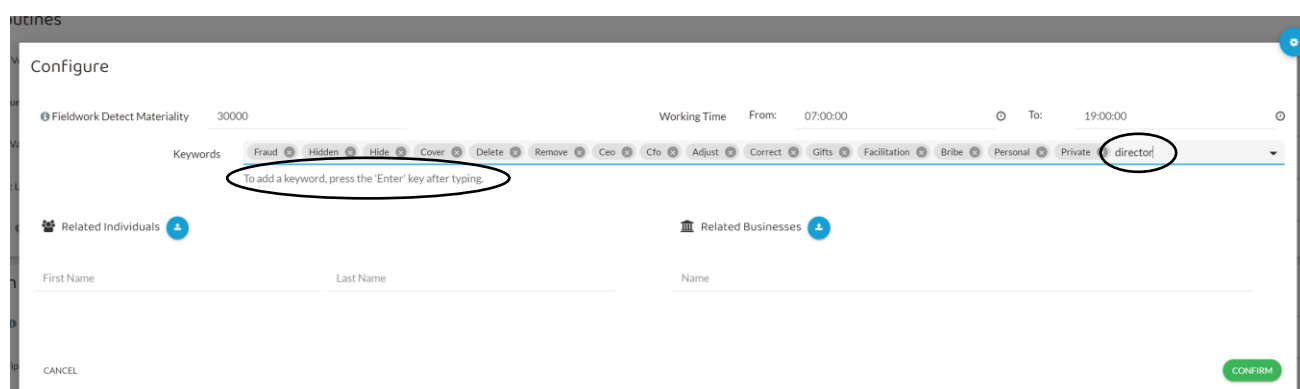 utines
Configure
Fieldwork Detect Materiality 30000 Working Time From: 07:00:00 To: 19:00:00
Keywords Fraud Hidden Hide Cover Delete Remove Ceo Cfo Adjust Correct Gifts Facilitation Bribe Personal Private director
To add a keyword, press the 'Enter' key after typing.
Related Individuals Related Businesses
First Name Last Name Name
CANCEL CONFIRM